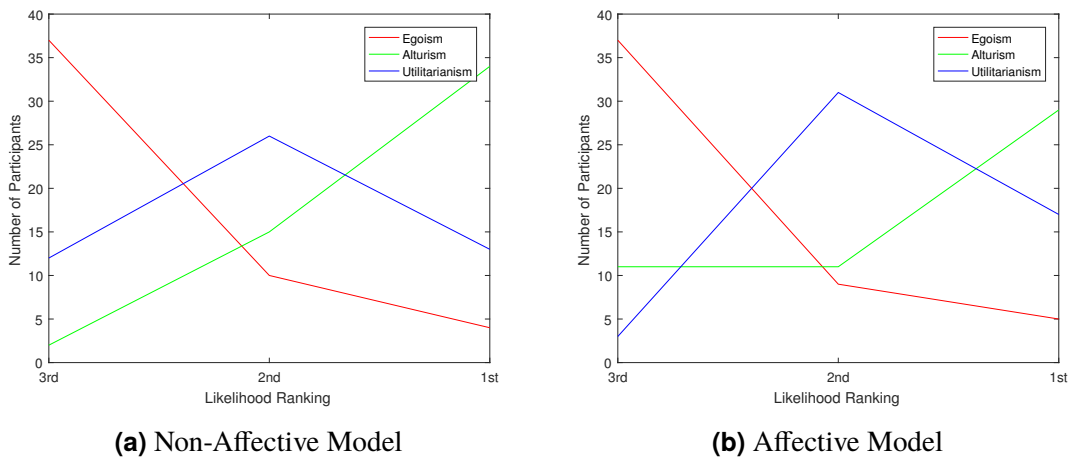 40
35
30
25
20
15
10
5
0
Number of Participants
3rd
2nd
1st
Likelihood Ranking
Egoism
Alturism
Utilitarianism
(a) Non-Affective Model
40
35
30
25
20
15
10
5
0
Number of Participants
3rd
2nd
1st
Likelihood Ranking
Egoism
Alturism
Utilitarianism
(b) Affective Model